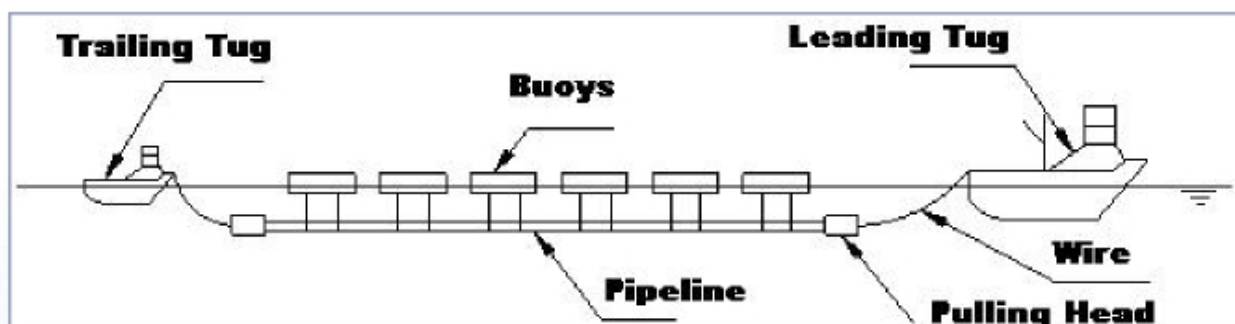 Trailing Tug
Leading Tug
Buoys
Wire
Pipeline
Pulling Head